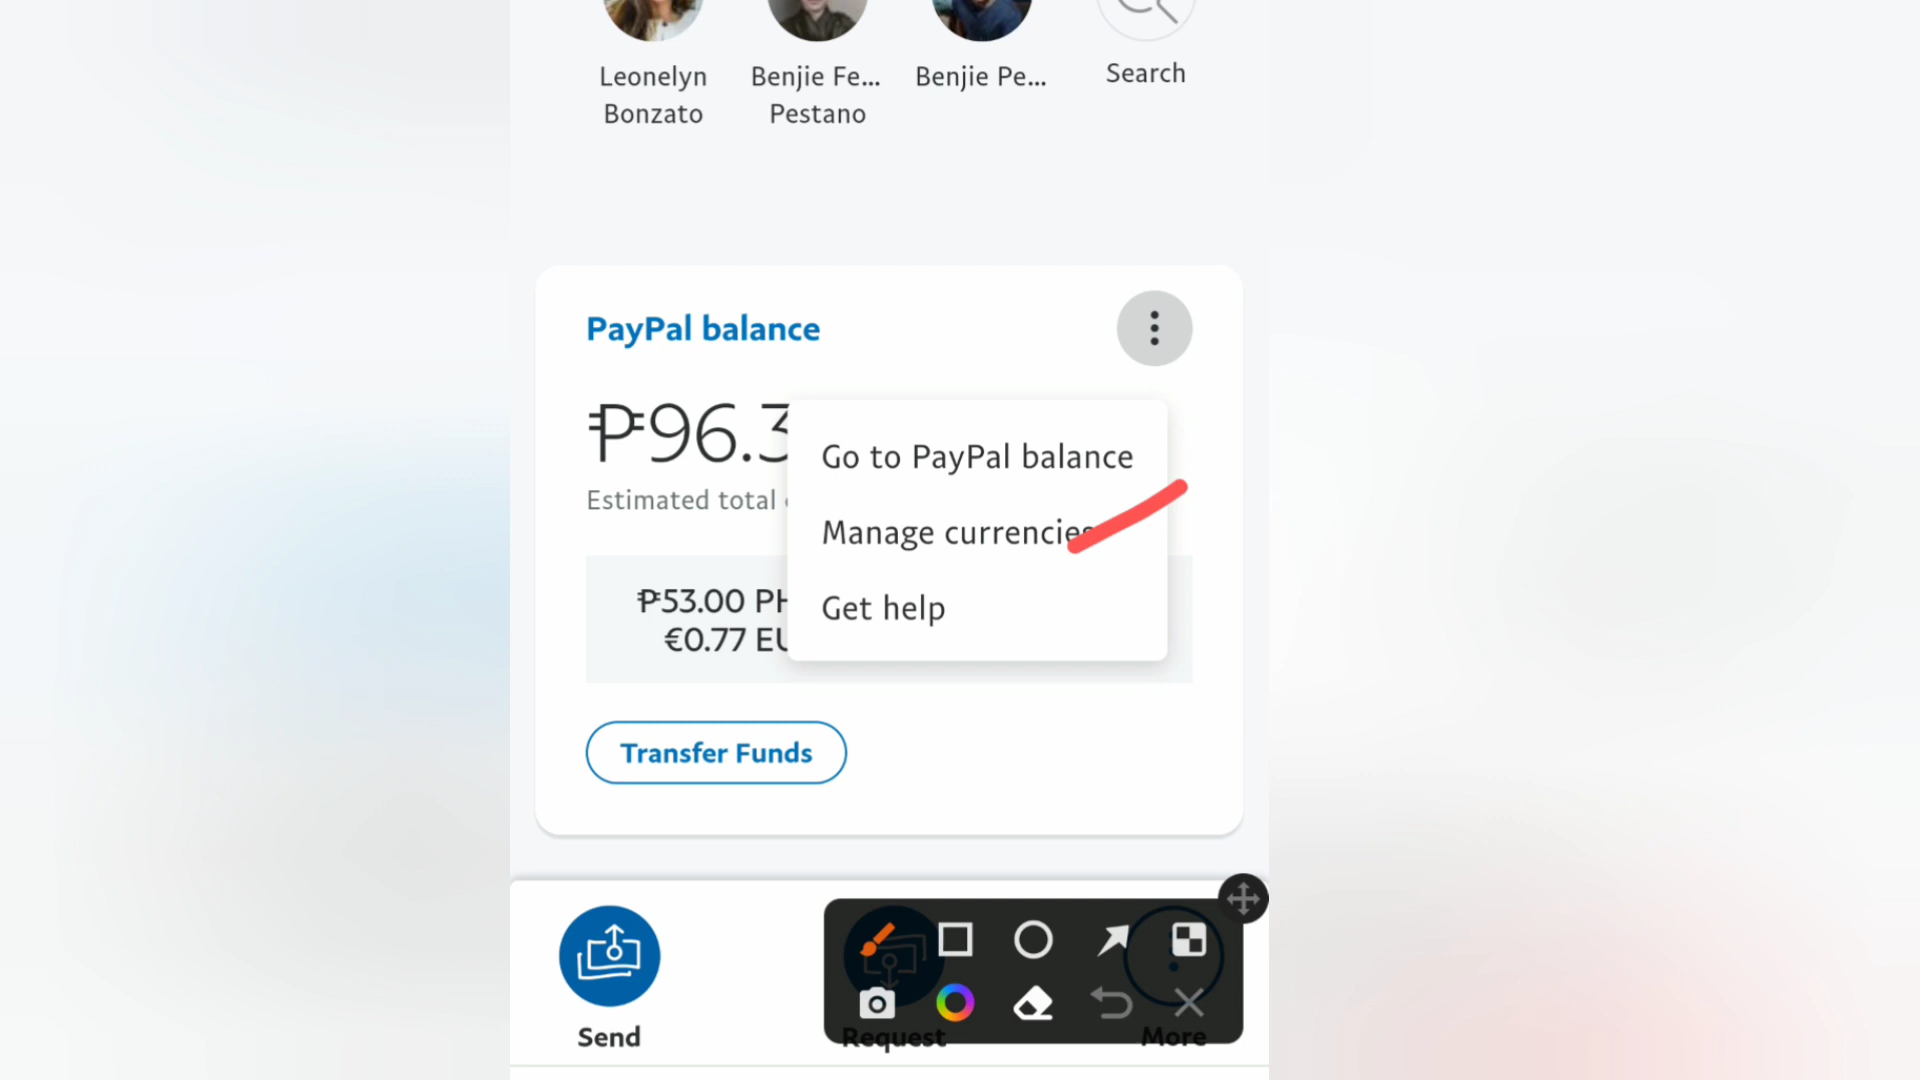 Leonelyn
Bonzato
Benjie Fe...
Pestano
Benjie Pe...
Search
PayPal balance
₱96.3
Go to PayPal balance
Estimated total
Manage currencies
₱53.00 PH
€0.77 EU
Get help
Transfer Funds
Send
Request
More